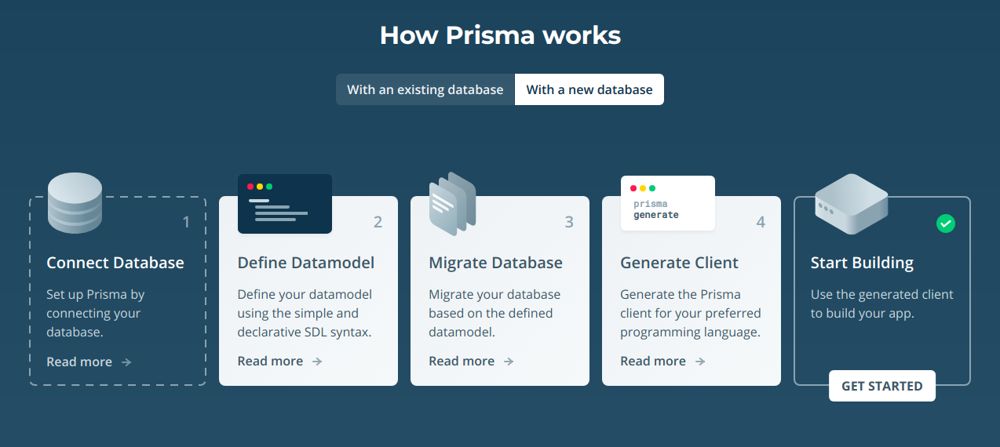 How Prisma works
With an existing database
With a new database
1
Connect Database
Set up Prisma by
connecting your
database.
Read more
2
Define Datamodel
Define your datamodel
using the simple and
declarative SDL syntax.
Read more
3
Migrate Database
Migrate your database
based on the defined
datamodel.
Read more
prisma
generate
4
Generate Client
Generate the Prisma
client for your preferred
programming language.
Read more
Start Building
Use the generated client
to build your app.
GET STARTED